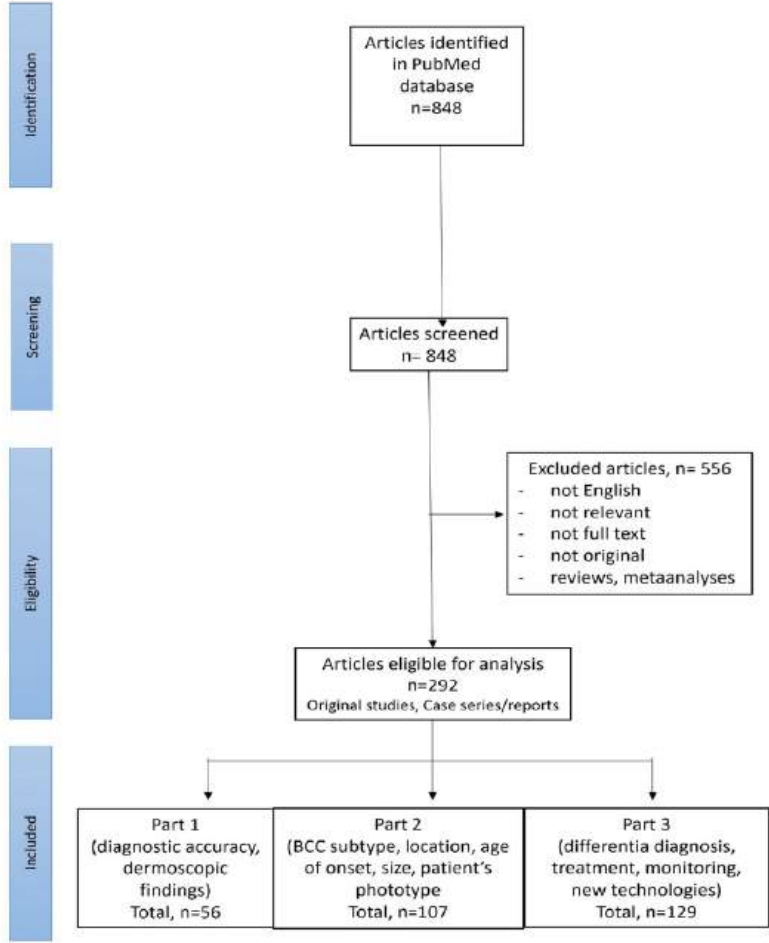 Identification
Articles identified
in PubMed
database
n=848
Screening
Articles screened
n= 848
Eligibility
Excluded articles, n= 556
- not English
- not relevant
- not full text
- not original
- reviews, metaanalyses
Articles eligible for analysis
n=292
Original studies, Case series/reports
Included
Part 1
(diagnostic accuracy,
dermoscopic
findings)
Total, n=56
Part 2
(BCC subtype, location, age
of onset, size, patient's
phototype
Total, n=107
Part 3
(differentia diagnosis,
treatment, monitoring,
new technologies)
Total, n=129